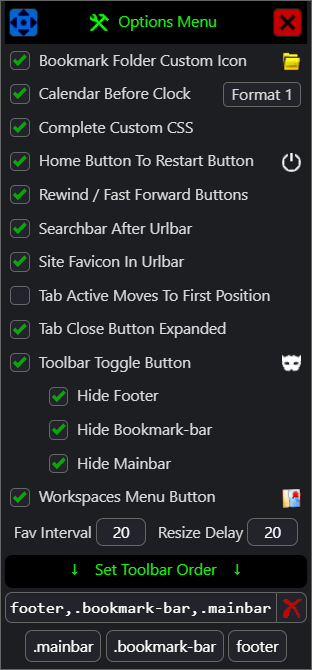 Options Menu
Bookmark Folder Custom Icon
Calendar Before Clock Format 1
Complete Custom CSS
Home Button To Restart Button
Rewind / Fast Forward Buttons
Searchbar After Urlbar
Site Favicon In Urlbar
Tab Active Moves To First Position
Tab Close Button Expanded
Toolbar Toggle Button
Hide Footer
Hide Bookmark-bar
Hide Mainbar
Workspaces Menu Button
Fav Interval 20 Resize Delay 20
↓ Set Toolbar Order ↓
footer,.bookmark-bar,.mainbar
.mainbar .bookmark-bar footer